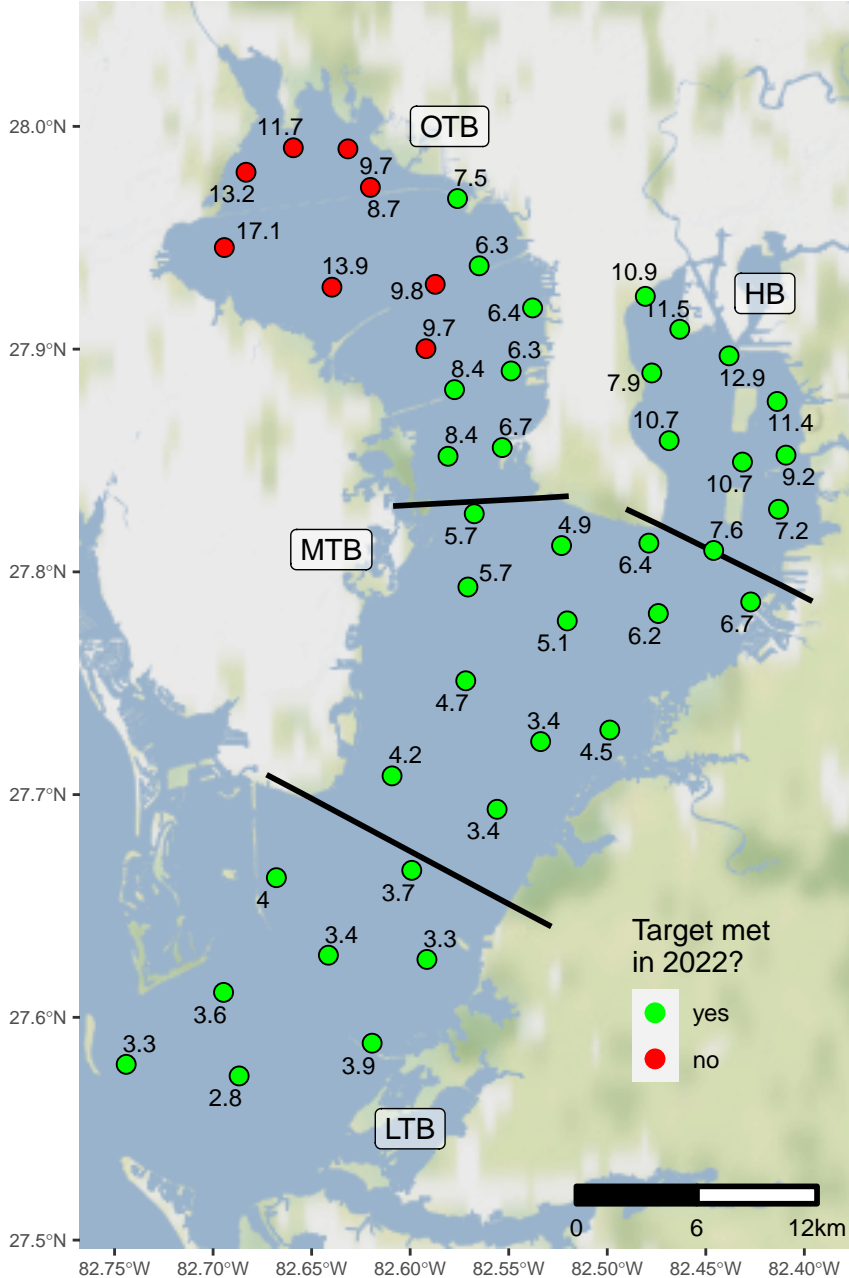 28.0°N
27.9°N
27.8°N
27.7°N
27.6°N
27.5°N
OTB
11.7
9.7
13.2
8.7
7.5
17.1
6.3
13.9
9.8
6.4
9.7
6.3
8.4
8.4
6.7
HB
10.9
11.5
12.9
7.9
11.4
10.7
10.7
9.2
7.2
7.6
MTB
5.7
4.9
6.4
5.7
6.2
6.7
5.1
4.7
3.4
4.5
4.2
3.4
3.7
4
3.4
3.3
3.6
3.3
3.9
2.8
LTB
Target met
in 2022?
yes
no
0 6 12km
82.75°W 82.70°W 82.65°W 82.60°W 82.55°W 82.50°W 82.45°W 82.40°W